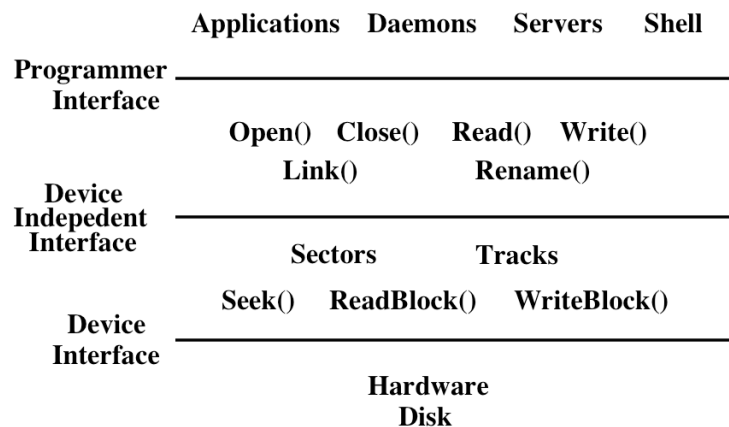 Applications Daemons Servers Shell
Programmer
Interface
Open() Close() Read() Write()
Link() Rename()
Device
Indepedent
Interface
Sectors Tracks
Seek() ReadBlock() WriteBlock()
Device
Interface
Hardware
Disk